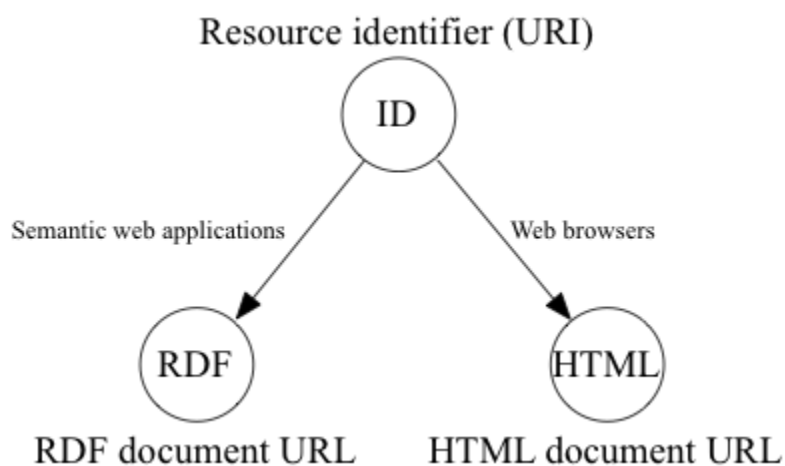 Resource identifier (URI)
ID
Semantic web applications
Web browsers
RDF
HTML
RDF document URL
HTML document URL